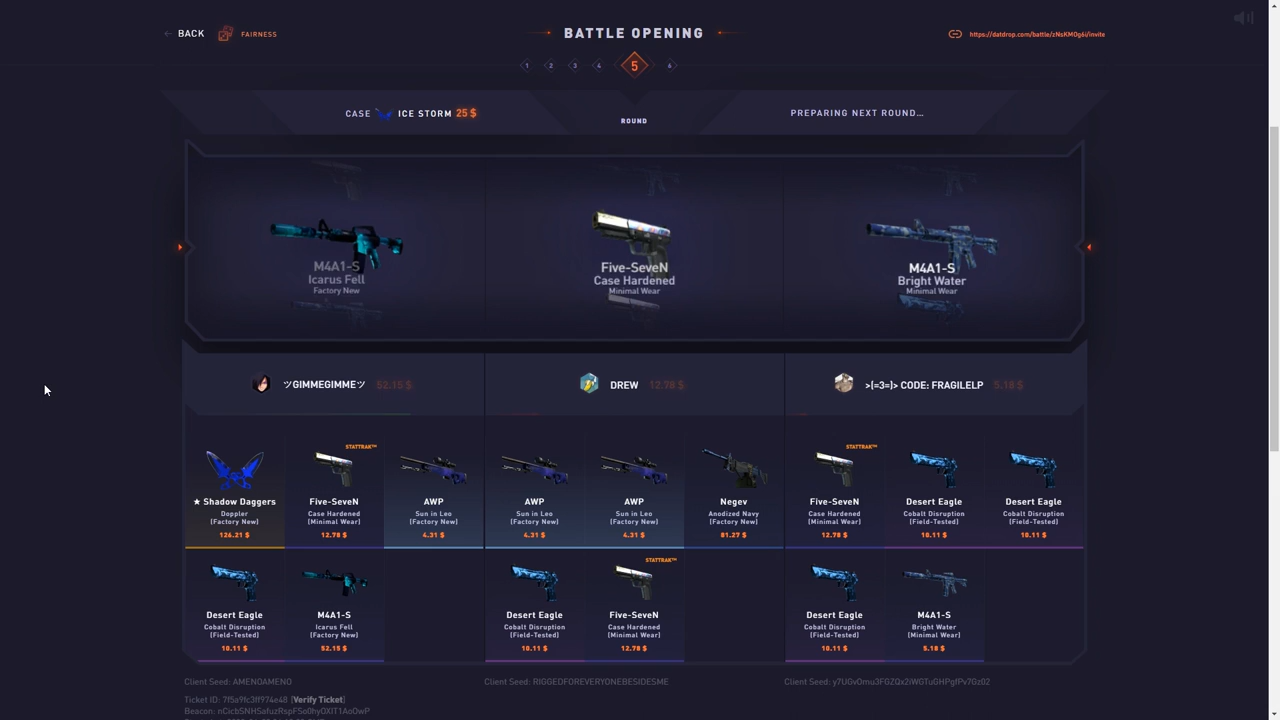 ← BACK
FAIRNESS
BATTLE OPENING
https://datdrop.com/battle/zNsKMOg6i/invite
1 2 3 4 5 6
CASE ICE STORM 25 $
ROUND
PREPARING NEXT ROUND...
M4A1-S
Icarus Fell
Factory New
Five-SeveN
Case Hardened
Minimal Wear
M4A1-S
Bright Water
Minimal Wear
ツGIMMEGIMMEツ 52.15 $
DREW 12.78 $
>(=3=)> CODE: FRAGILELP 5.18 $
★ Shadow Daggers
Doppler
(Factory New)
126.21 $
STATTRAK™
Five-SeveN
Case Hardened
(Minimal Wear)
12.78 $
AWP
Sun in Leo
(Factory New)
4.31 $
AWP
Sun in Leo
(Factory New)
4.31 $
AWP
Sun in Leo
(Factory New)
4.31 $
Negev
Anodized Navy
(Factory New)
81.27 $
STATTRAK™
Five-SeveN
Case Hardened
(Minimal Wear)
12.78 $
Desert Eagle
Cobalt Disruption
(Field-Tested)
10.11 $
Desert Eagle
Cobalt Disruption
(Field-Tested)
10.11 $
Desert Eagle
Cobalt Disruption
(Field-Tested)
10.11 $
M4A1-S
Icarus Fell
(Factory New)
52.15 $
Desert Eagle
Cobalt Disruption
(Field-Tested)
10.11 $
STATTRAK™
Five-SeveN
Case Hardened
(Minimal Wear)
12.78 $
Desert Eagle
Cobalt Disruption
(Field-Tested)
10.11 $
M4A1-S
Bright Water
(Minimal Wear)
5.18 $
Client Seed: AMENOAMENO
Client Seed: RIGGEDFOREVERYONEBESIDESME
Client Seed: y7UGvOmu3FGZQx2iWGTuGHPgfPv7Gz02
Ticket ID: 7f5a9fc3ff974e48 [Verify Ticket]
Beacon: nCicbSNHSafuzRspFSo0hyOXIT1AoOwP